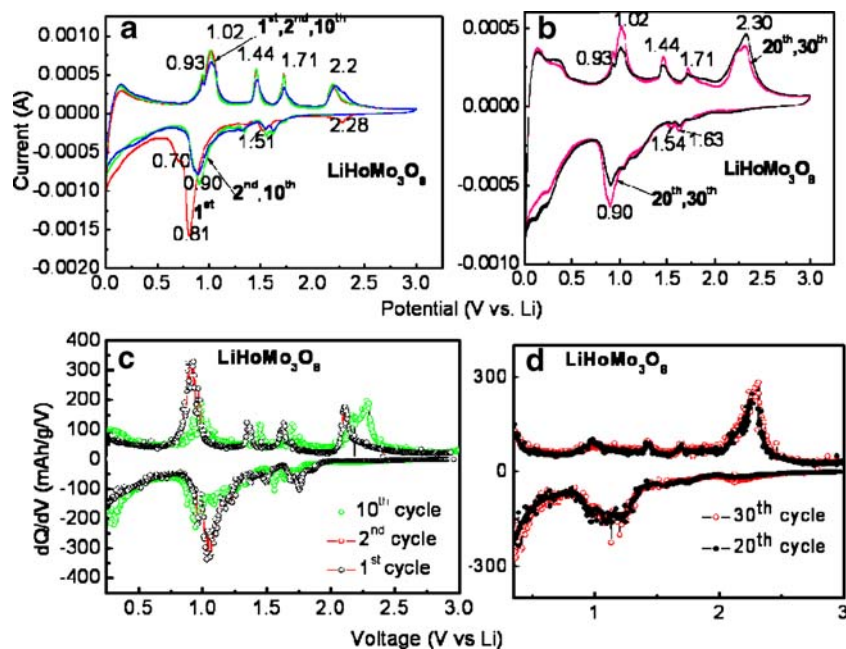 a
1st,2nd,10th
0.93
1.02
1.44
1.71
2.2
0.0010
0.0005
0.0000
-0.0005
-0.0010
-0.0015
-0.0020
Current (A)
0.70
0.90
1st
0.81
2nd,10th
1.51
2.28
LiHoMo3O8
0.0
0.5
1.0
1.5
2.0
2.5
3.0
b
0.93
1.02
1.44
1.71
2.30
20th,30th
0.0005
0.0000
-0.0005
-0.0010
1.54
1.63
LiHoMo3O8
20th,30th
0.90
0.0
0.5
1.0
1.5
2.0
2.5
3.0
Potential (V vs. Li)
c
LiHoMo3O8
400
300
200
100
0
-100
-200
-300
-400
dQ/dV (mAh/g/V)
10th cycle
2nd cycle
1st cycle
0.5
1.0
1.5
2.0
2.5
3.0
d
LiHoMo3O8
300
0
-300
30th cycle
20th cycle
1
2
3
Voltage (V vs Li)